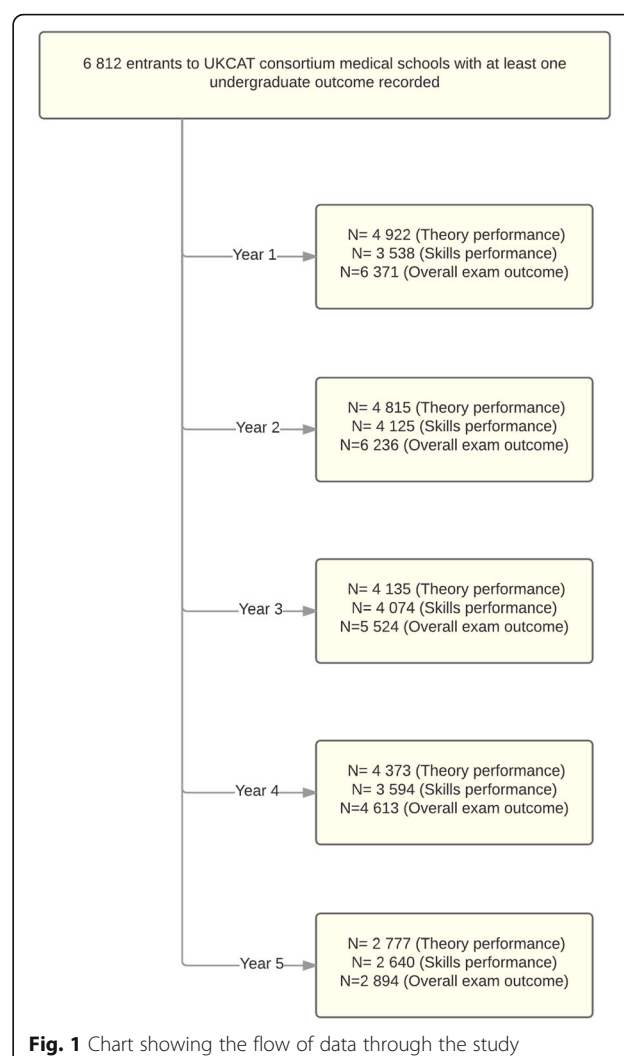 6 812 entrants to UKCAT consortium medical schools with at least one
undergraduate outcome recorded
Year 1
N= 4 922 (Theory performance)
N= 3 538 (Skills performance)
N=6 371 (Overall exam outcome)
Year 2
N= 4 815 (Theory performance)
N= 4 125 (Skills performance)
N=6 236 (Overall exam outcome)
Year 3
N= 4 135 (Theory performance)
N= 4 074 (Skills performance)
N=5 524 (Overall exam outcome)
Year 4
N= 4 373 (Theory performance)
N= 3 594 (Skills performance)
N=4 613 (Overall exam outcome)
Year 5
N= 2 777 (Theory performance)
N= 2 640 (Skills performance)
N=2 894 (Overall exam outcome)
Fig. 1 Chart showing the flow of data through the study